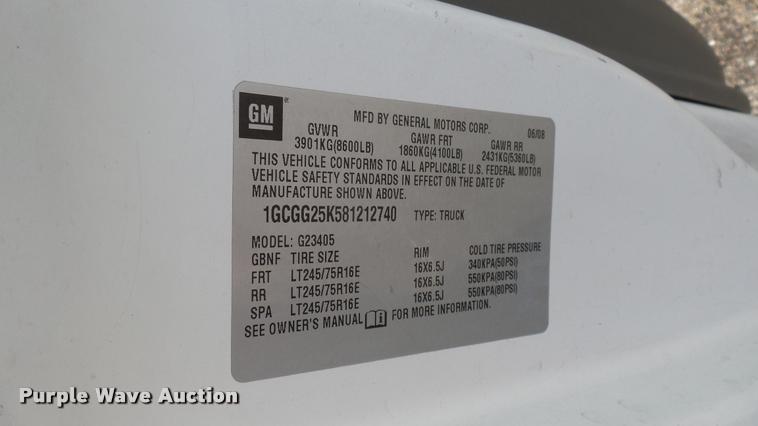 GM
MFD BY GENERAL MOTORS CORP. 06/08
GVWR GAWR FRT GAWR RR
3901KG(8600LB) 1860KG(4100LB) 2431KG(5360LB)
THIS VEHICLE CONFORMS TO ALL APPLICABLE U.S. FEDERAL MOTOR
VEHICLE SAFETY STANDARDS IN EFFECT ON THE DATE OF
MANUFACTURE SHOWN ABOVE.
1GCGG25K581212740 TYPE: TRUCK
MODEL: G23405
GBNF TIRE SIZE RIM COLD TIRE PRESSURE
FRT LT245/75R16E 16X6.5J 340KPA(50PSI)
RR LT245/75R16E 16X6.5J 550KPA(80PSI)
SPA LT245/75R16E 16X6.5J 550KPA(80PSI)
SEE OWNER'S MANUAL FOR MORE INFORMATION.
Purple Wave Auction